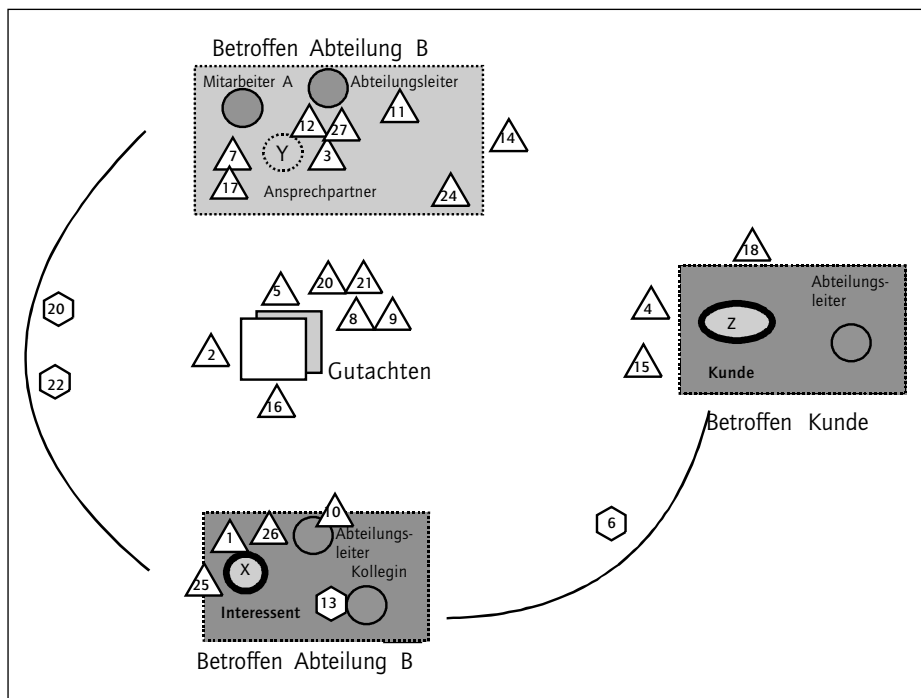 Betroffen Abteilung B
Mitarbeiter A
Abteilungsleiter
11
12
27
14
7
Y
3
17
Ansprechpartner
24
18
20
21
5
Abteilungs-
leiter
20
8
9
4
Z
2
22
Gutachten
15
Kunde
16
Betroffen Kunde
10
6
1
26
Abteilungs-
leiter
X
Kollegin
25
13
Interessent
Betroffen Abteilung B